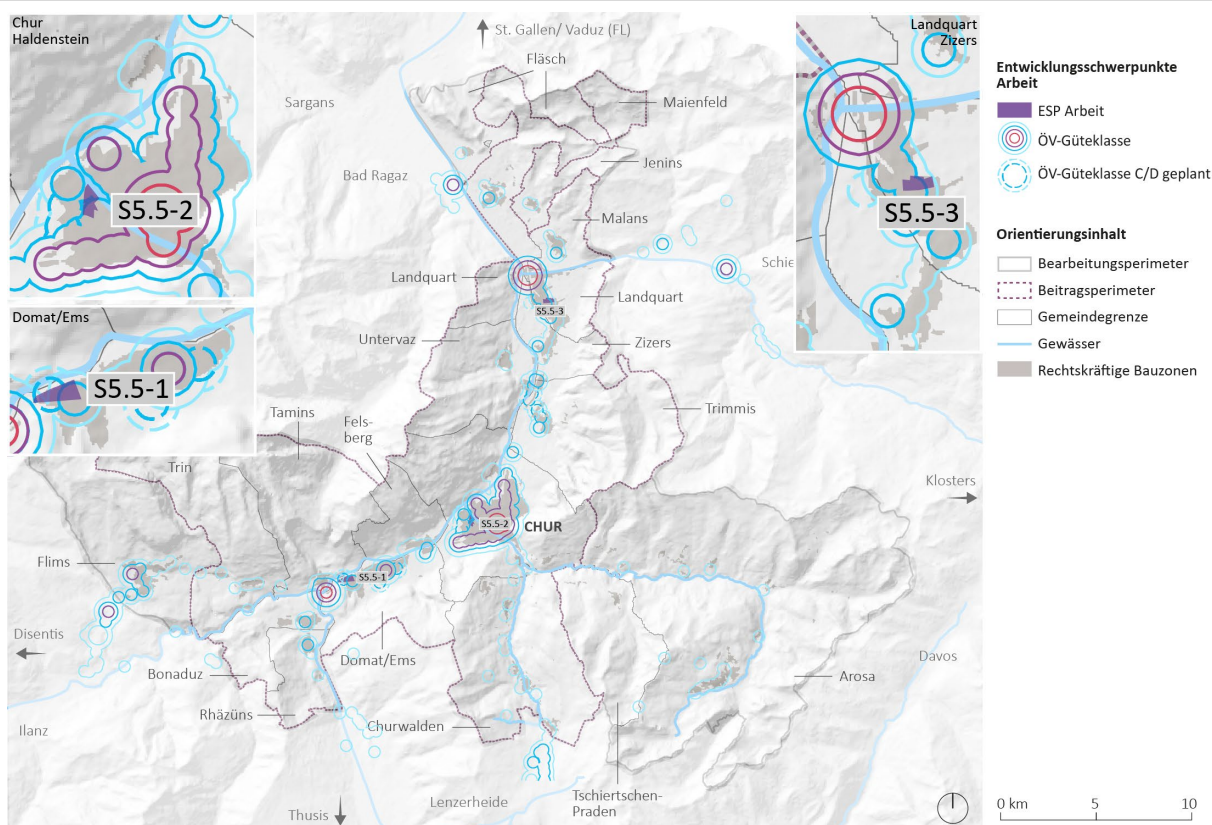 Chur
Haldenstein
S5.5-2
Domat/Ems
S5.5-1
St. Gallen/ Vaduz (FL)
Fläsch
Sargans
Maienfeld
Jenins
Bad Ragaz
Malans
Landquart
Schie
Landquart
S5.5-3
Untervaz
Zizers
Trimmis
Tamins
Fels-
berg
Trin
Klosters
S5.5-2
CHUR
Flims
S5.5-1
Disentis
Domat/Ems
Davos
Bonaduz
Arosa
Rhäzüns
Churwalden
Ilanz
Thusis
Lenzerheide
Tschiertschen-
Praden
Landquart
Zizers
S5.5-3
Entwicklungsschwerpunkte
Arbeit
ESP Arbeit
ÖV-Güteklasse
ÖV-Güteklasse C/D geplant
Orientierungsinhalt
Bearbeitungsperimeter
Beitragsperimeter
Gemeindegrenze
Gewässer
Rechtskräftige Bauzonen
0 km 5 10